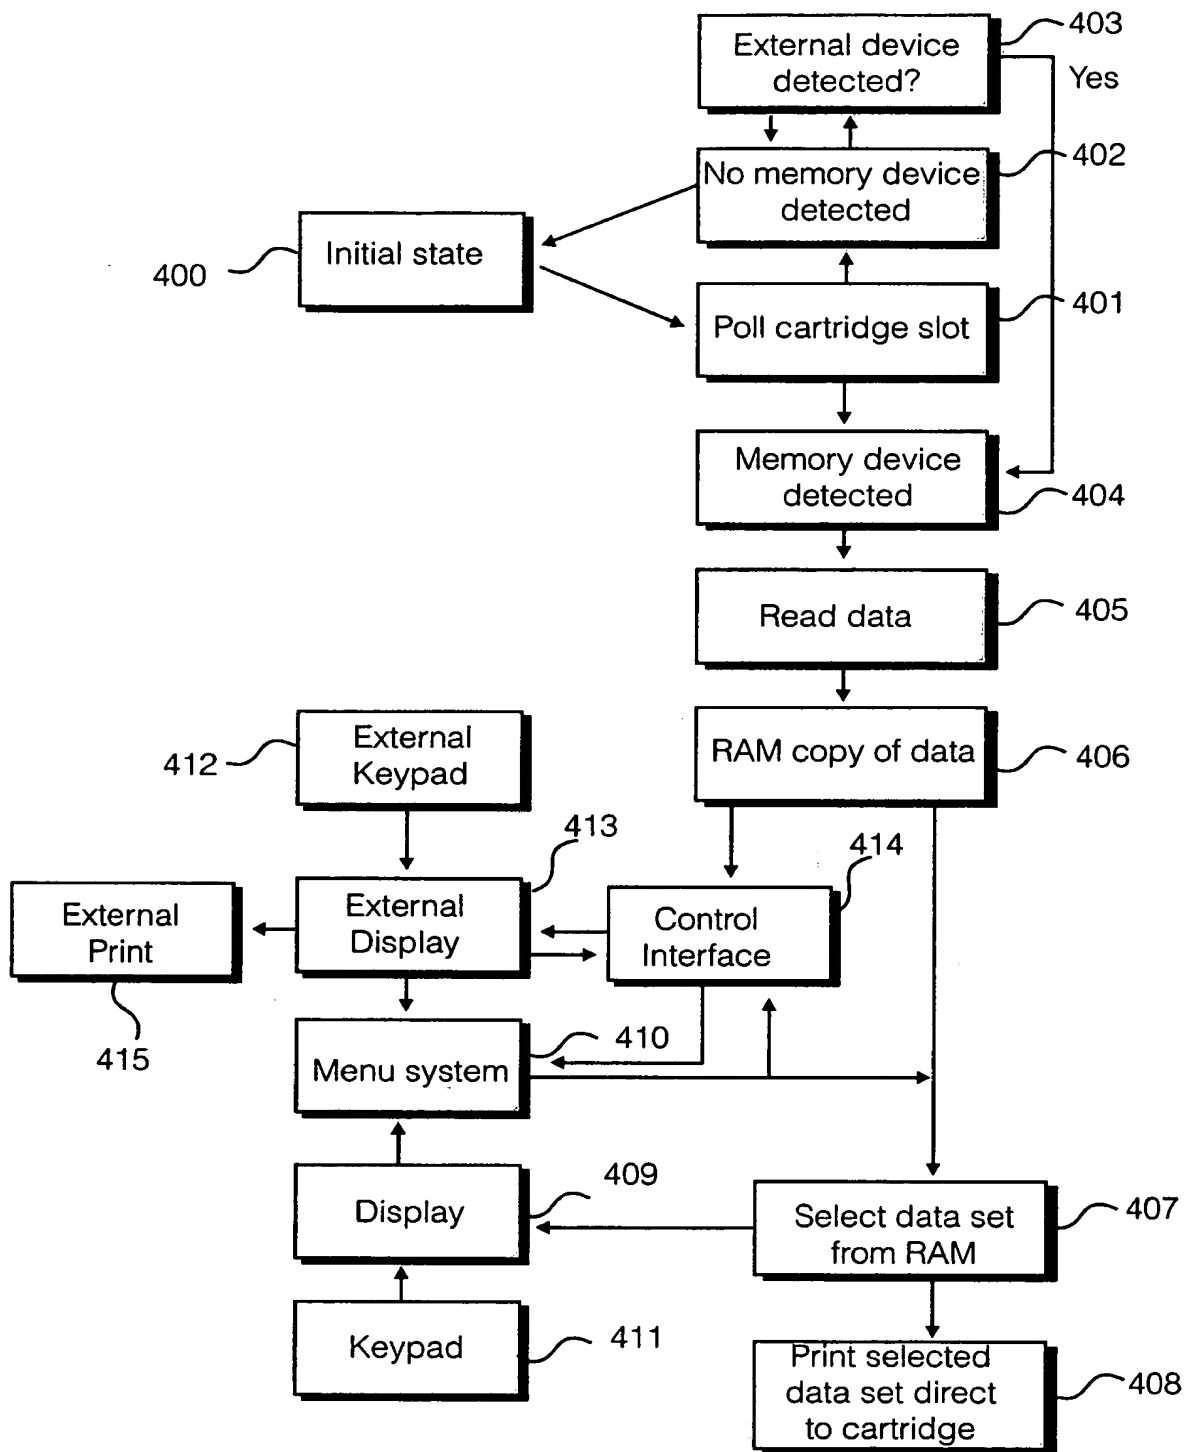 External device
detected?
403
Yes
No memory device
detected
402
Initial state
400
Poll cartridge slot
401
Memory device
detected
404
Read data
405
RAM copy of data
406
External
Keypad
412
413
414
External
Print
415
External
Display
Control
Interface
Menu system
410
Display
409
Select data set
from RAM
407
Keypad
411
Print selected
data set direct
to cartridge
408